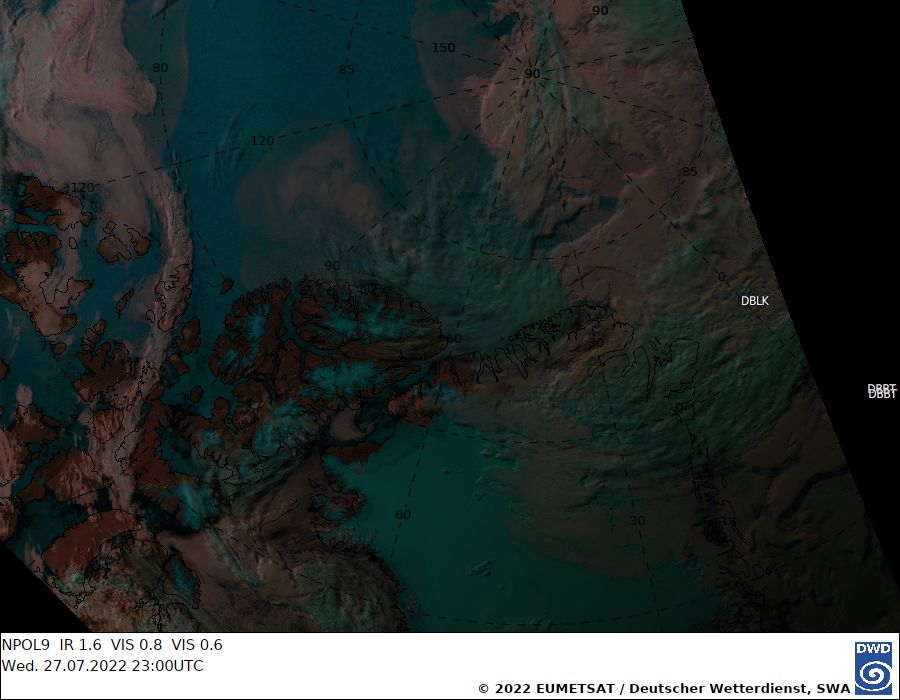 90
150
80
85
90
120
85
120
90
0
DBLK
60
30
DBBT
60
30
90
NPOL9 IR 1.6 VIS 0.8 VIS 0.6
Wed. 27.07.2022 23:00UTC
DWD
© 2022 EUMETSAT / Deutscher Wetterdienst, SWA